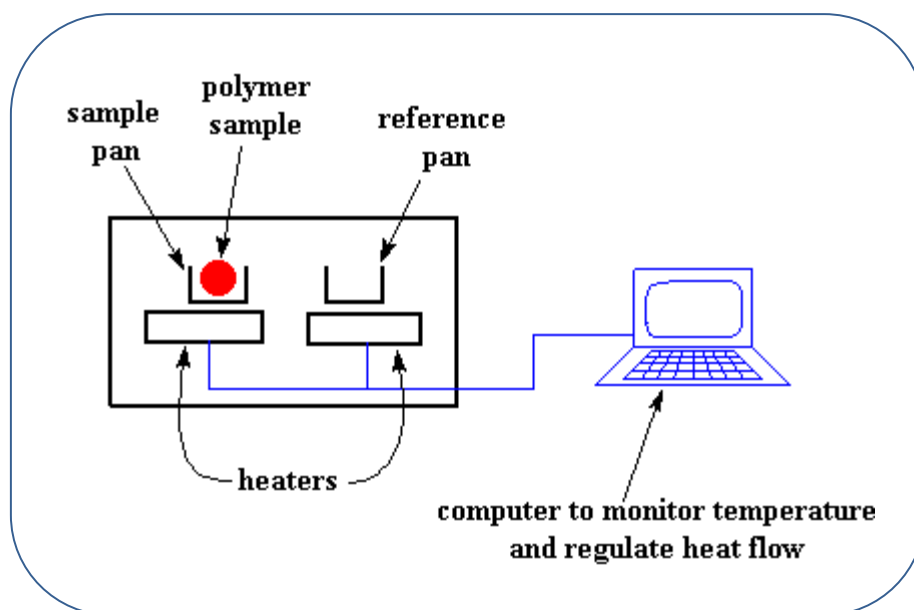 polymer
sample
sample
pan
reference
pan
heaters
computer to monitor temperature
and regulate heat flow